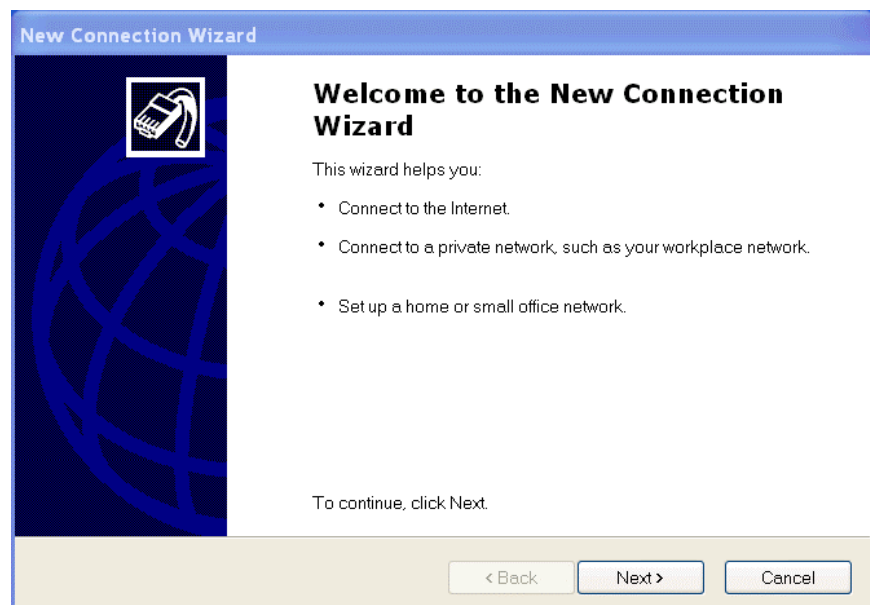 New Connection Wizard
Welcome to the New Connection
Wizard
This wizard helps you:
• Connect to the Internet.
• Connect to a private network, such as your workplace network.
• Set up a home or small office network.
To continue, click Next.
< Back Next > Cancel